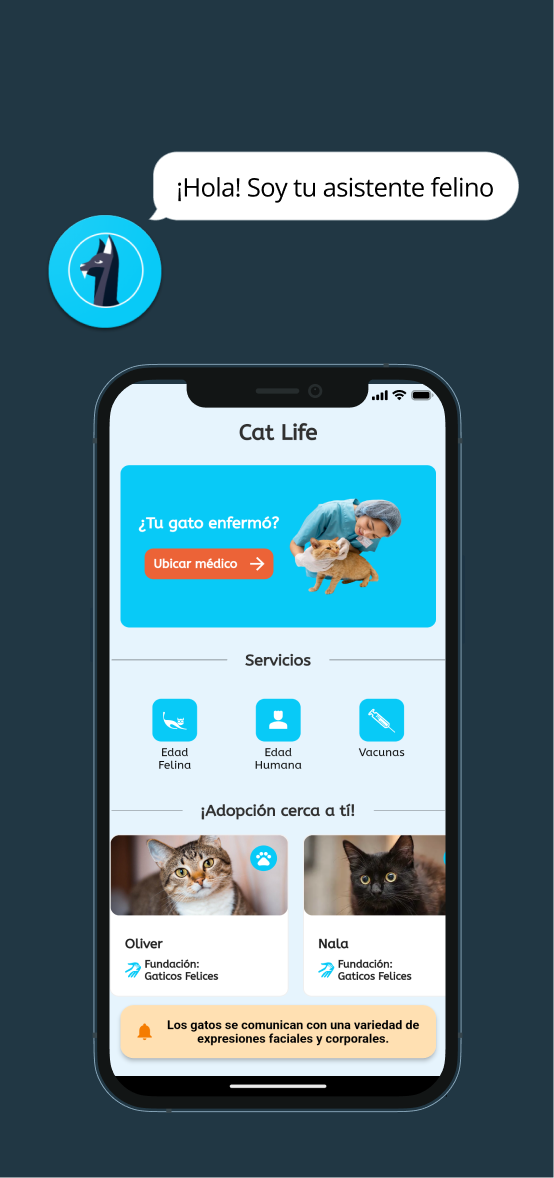 ¡Hola! Soy tu asistente felino
Cat Life
¿Tu gato enfermó?
Ubicar médico
Servicios
Edad
Felina
Edad
Humana
Vacunas
¡Adopción cerca a tí!
Oliver
Fundación:
Gaticos Felices
Nala
Fundación:
Gaticos Felices
Los gatos se comunican con una variedad de
expresiones faciales y corporales.